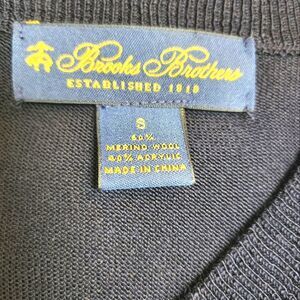 Brooks Brothers
ESTABLISHED 1818
S
60%
MERINO WOOL
40% ACRYLIC
MADE IN CHINA